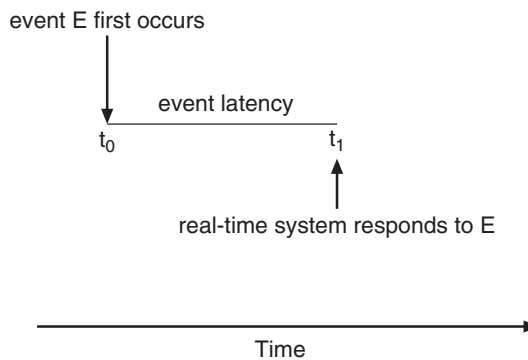 event E first occurs
event latency
t₀ t₁
real-time system responds to E
Time